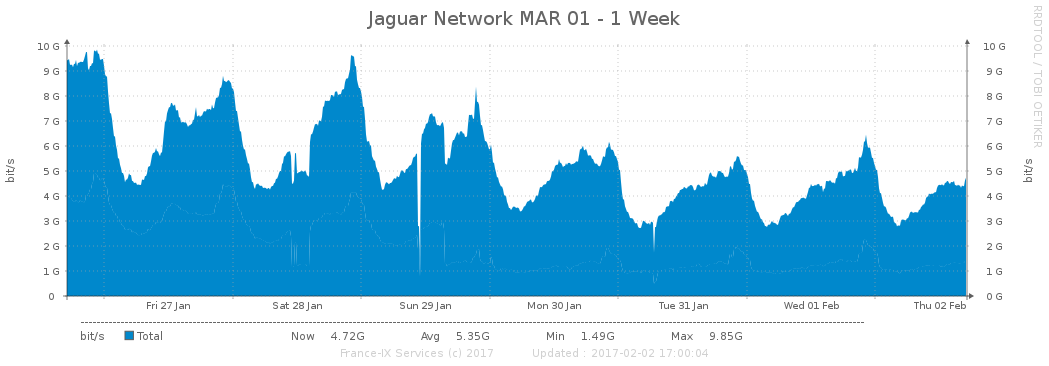 Jaguar Network MAR 01 - 1 Week
RRDTOOL / TOBI OETIKER
10 G 10 G
9 G 9 G
8 G 8 G
7 G 7 G
6 G 6 G
5 G 5 G
4 G 4 G
3 G 3 G
2 G 2 G
1 G 1 G
0 0 G
bit/s
bit/s
Fri 27 Jan Sat 28 Jan Sun 29 Jan Mon 30 Jan Tue 31 Jan Wed 01 Feb Thu 02 Feb
bit/s Total Now 4.72G Avg 5.35G Min 1.49G Max 9.85G
France-IX Services (c) 2017 Updated : 2017-02-02 17:00:04